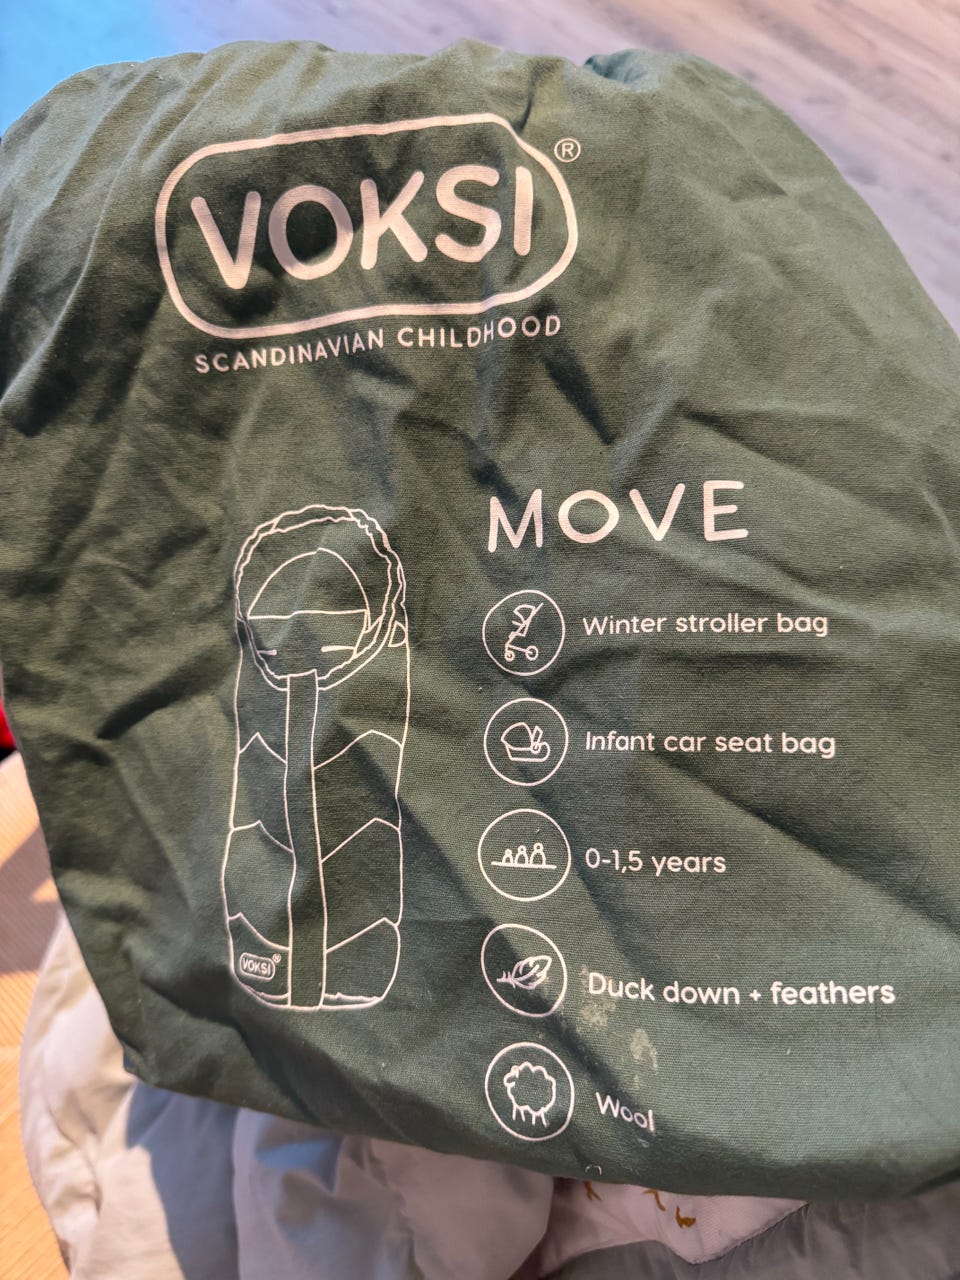 VOKSI®
SCANDINAVIAN CHILDHOOD
MOVE
Winter stroller bag
Infant car seat bag
0-1,5 years
Duck down + feathers
VOKSI®
Wool